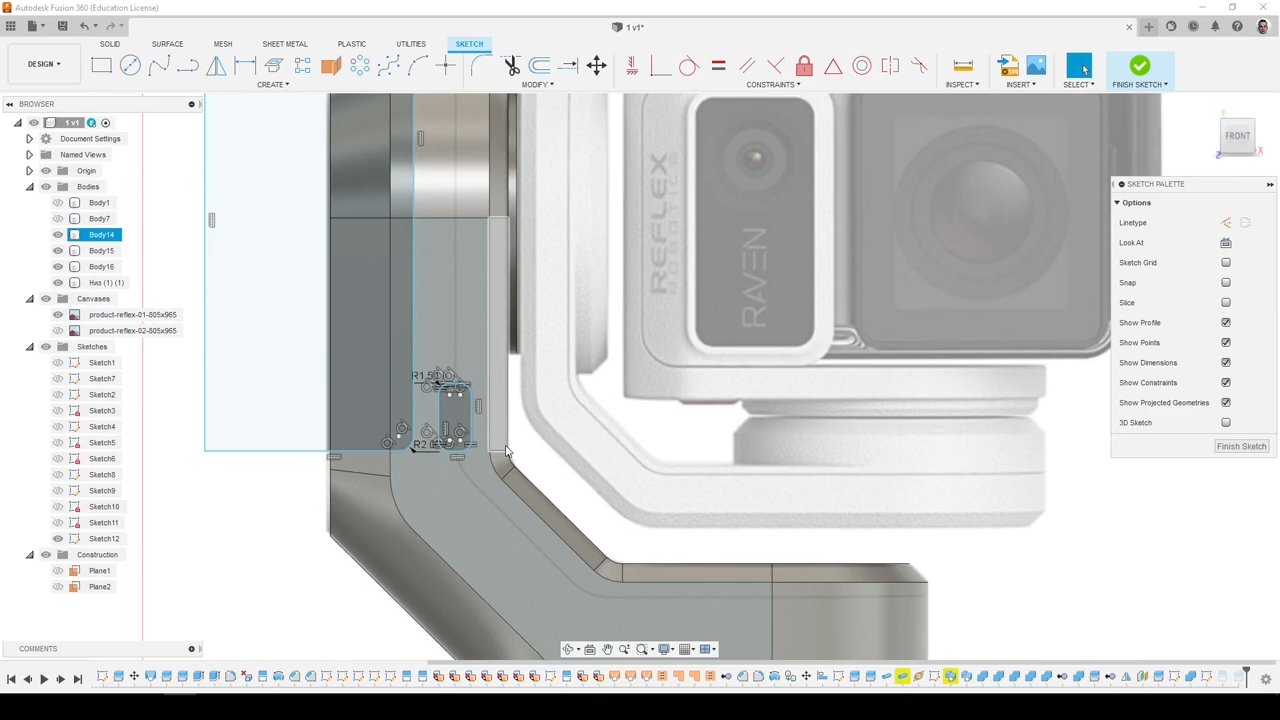 Autodesk Fusion 360 (Education License)
1 v1*
DESIGN
SOLID
SURFACE
MESH
SHEET METAL
PLASTIC
UTILITIES
SKETCH
CREATE
MODIFY
CONSTRAINTS
INSPECT
INSERT
SELECT
FINISH SKETCH
BROWSER
1 v1
Document Settings
Named Views
Origin
Bodies
Body1
Body7
Body14
Body15
Body16
Низ (1) (1)
Canvases
product-reflex-01-805x965
product-reflex-02-805x965
Sketches
Sketch1
Sketch7
Sketch2
Sketch3
Sketch4
Sketch5
Sketch6
Sketch8
Sketch9
Sketch10
Sketch11
Sketch12
Construction
Plane1
Plane2
COMMENTS
REFLEX
ROBOTICS
RAVEN
FRONT
Y
X
Z
SKETCH PALETTE
Options
Linetype
Look At
Sketch Grid
Snap
Slice
Show Profile
Show Points
Show Dimensions
Show Constraints
Show Projected Geometries
3D Sketch
Finish Sketch